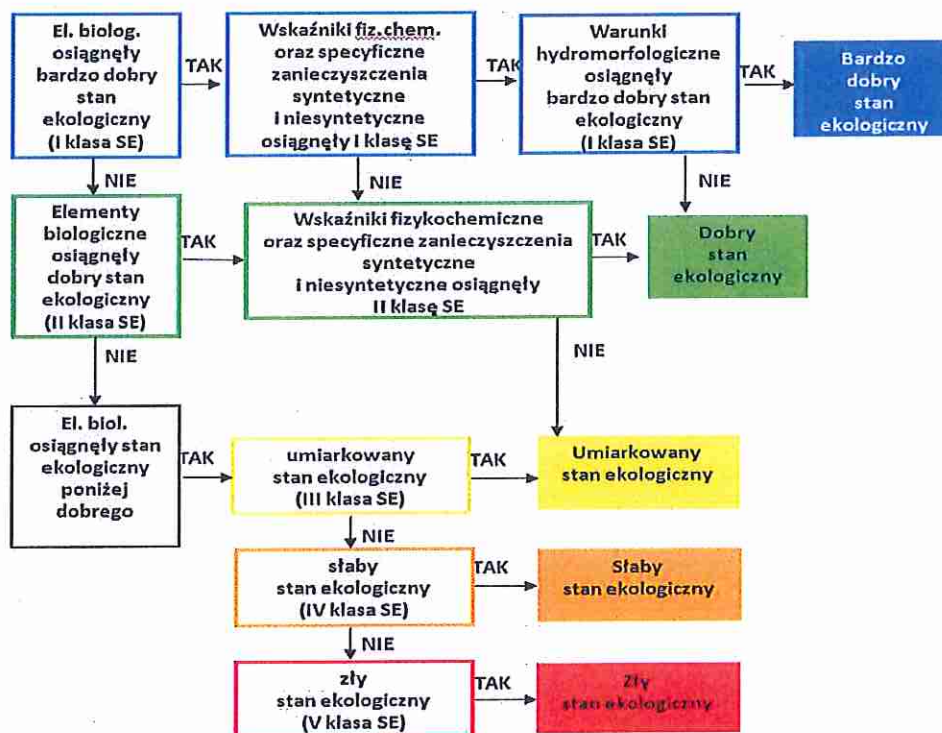 El. biolog.
osiągnęły
bardzo dobry
stan
ekologiczny
(I klasa SE)
TAK
Wskaźniki fiz.chem.
oraz specyficzne
zanieczyszczenia
syntetyczne
i niesyntetyczne
osiągnęły I klasę SE
TAK
Warunki
hydromorfologiczne
osiągnęły
bardzo dobry stan
ekologiczny
(I klasa SE)
TAK
Bardzo
dobry
stan
ekologiczny
NIE
NIE
NIE
Elementy
biologiczne
osiągnęły
dobry stan
ekologiczny
(II klasa SE)
TAK
Wskaźniki fizykochemiczne
oraz specyficzne zanieczyszczenia
syntetyczne
i niesyntetyczne osiągnęły
II klasę SE
TAK
Dobry
stan
ekologiczny
NIE
NIE
El. biol.
osiągnęły stan
ekologiczny
poniżej
dobrego
TAK
umiarkowany
stan ekologiczny
(III klasa SE)
TAK
Umiarkowany
stan ekologiczny
NIE
słaby
stan ekologiczny
(IV klasa SE)
TAK
Słaby
stan ekologiczny
NIE
zły
stan ekologiczny
(V klasa SE)
TAK
Zły
stan ekologiczny